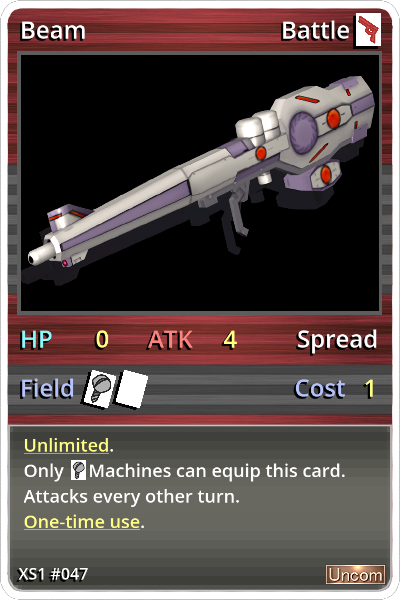 Beam Battle
HP 0 ATK 4 Spread
Field Cost 1
Unlimited.
Only Machines can equip this card.
Attacks every other turn.
One-time use.
XS1 #047 Uncom